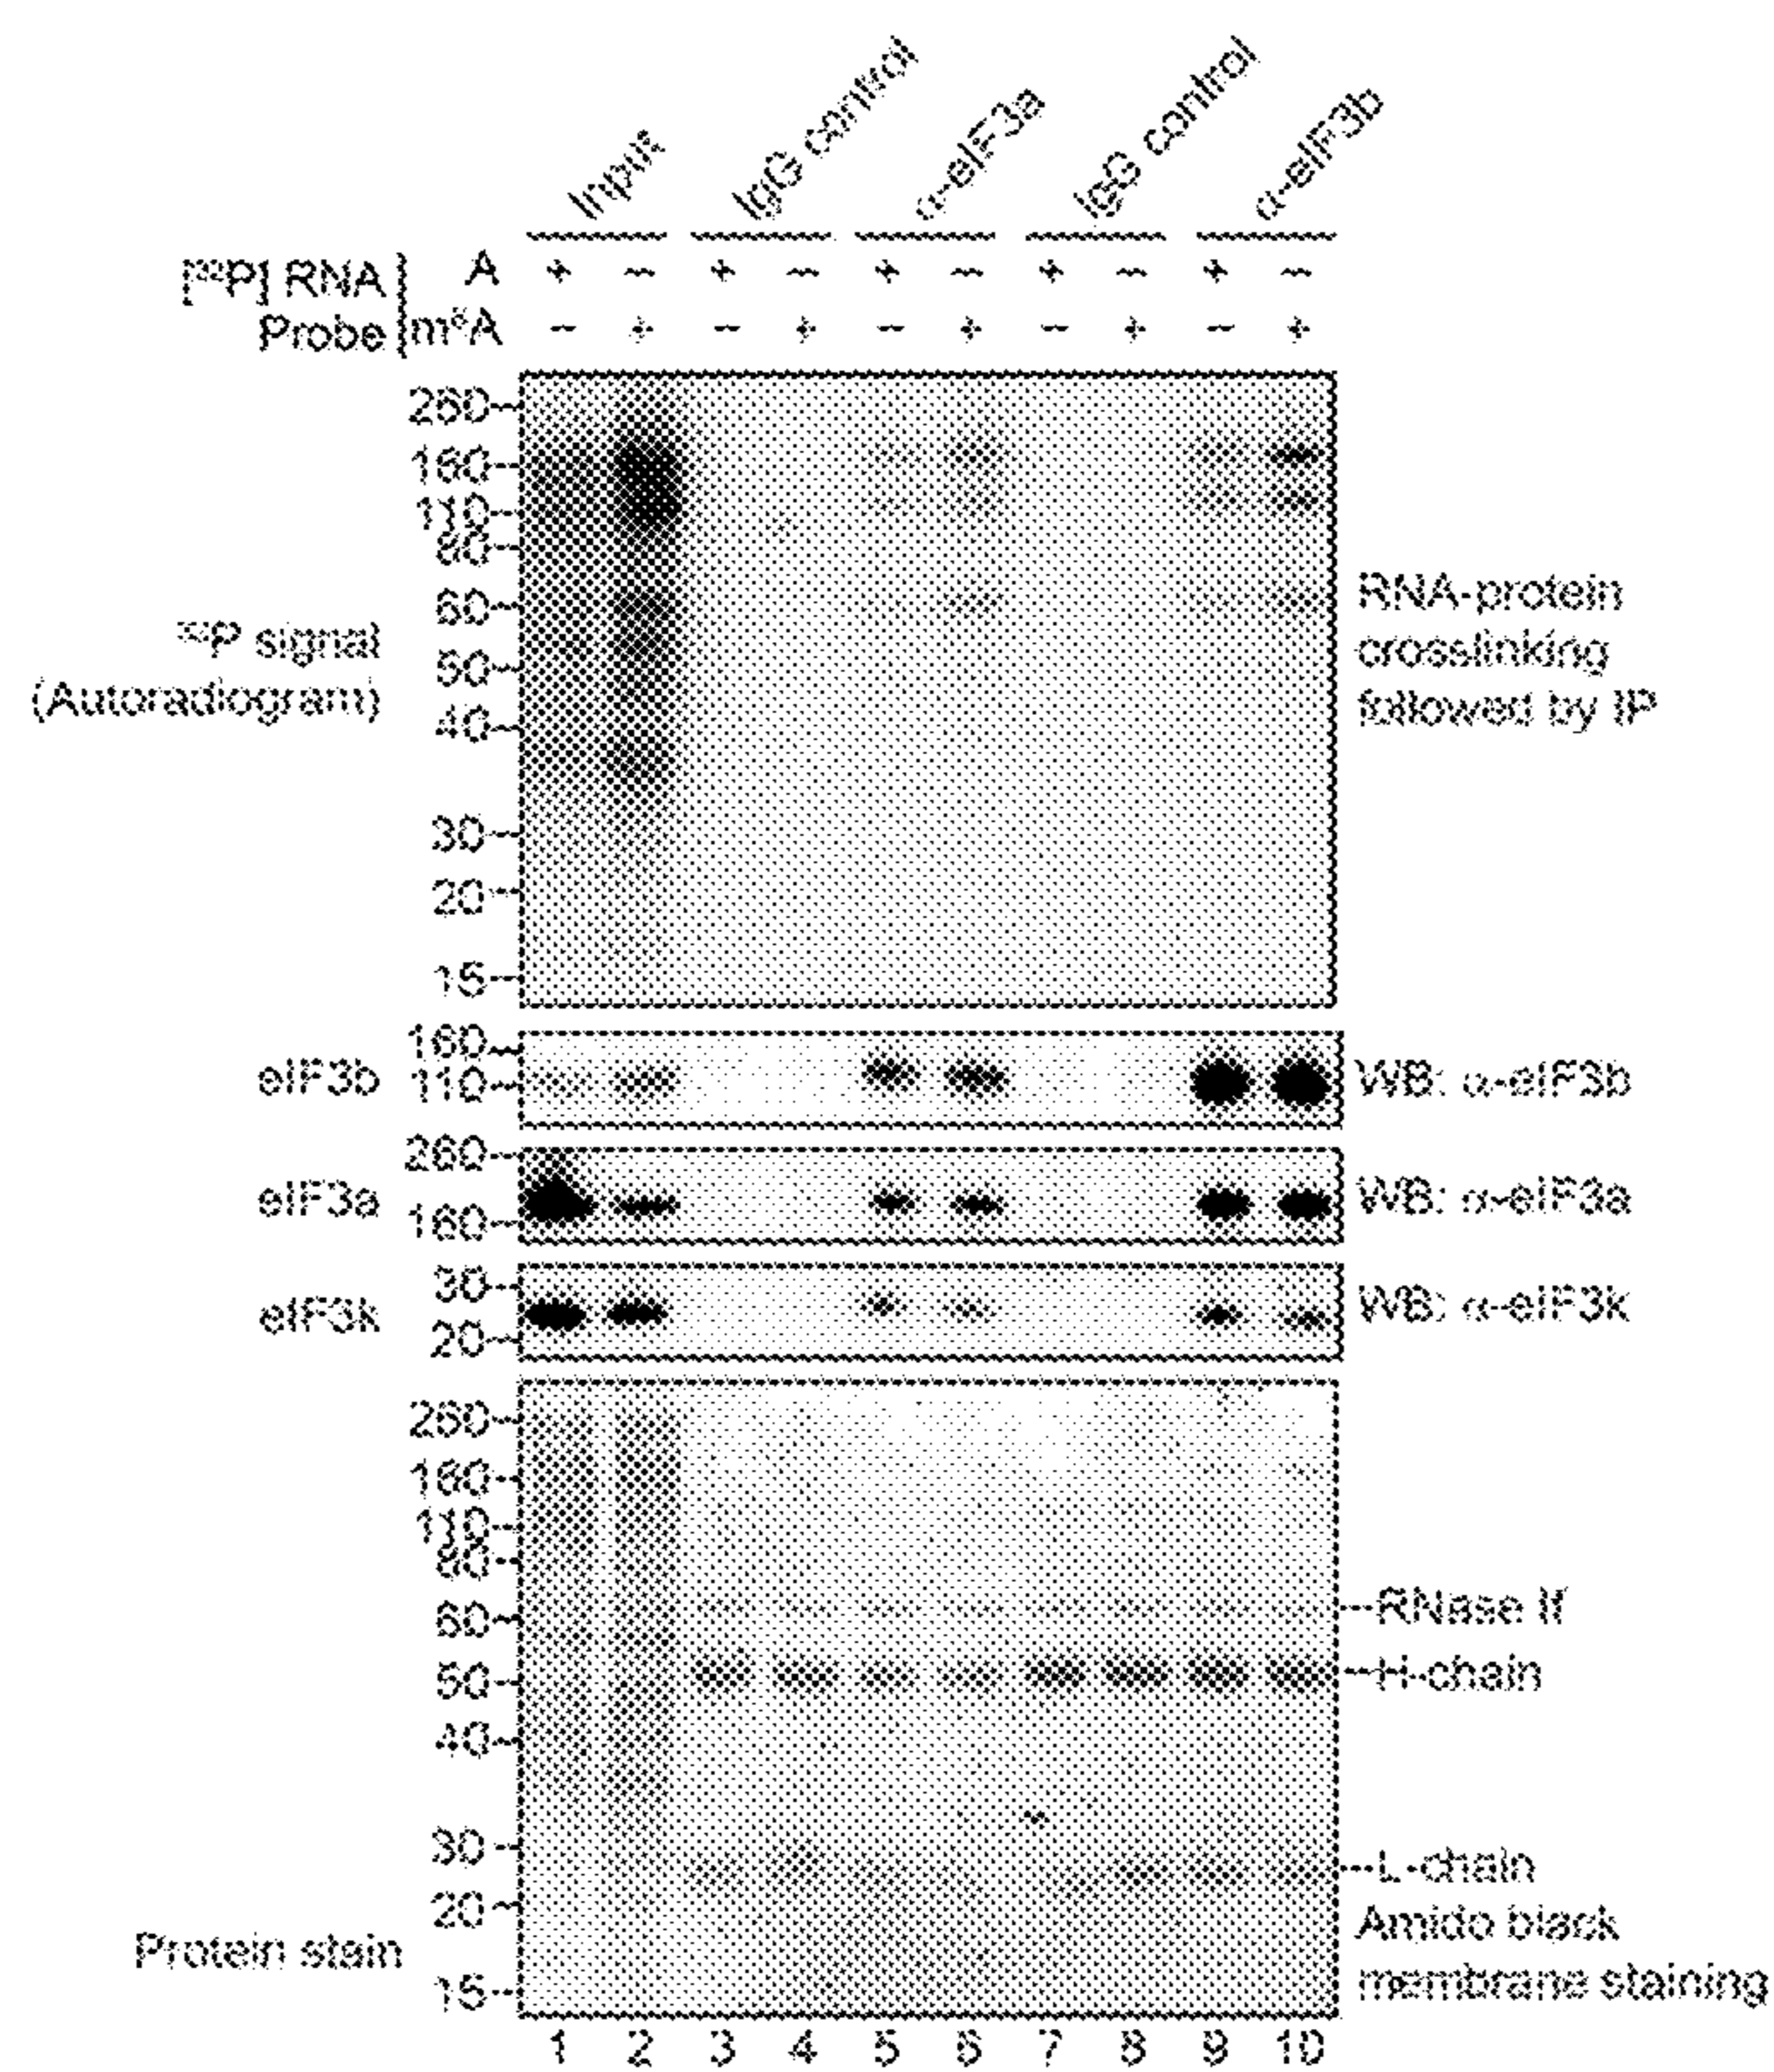 Input
IgG control
α-eIF3a
IgG control
α-eIF3b
[³²P] RNA
Probe
A + – + – + – + – + –
m⁶A – + – + – + – + – +
260
160
110
80
60
50
40
30
20
15
³²P signal
(Autoradiogram)
RNA-protein
crosslinking
followed by IP
eIF3b
160
110
WB: α-eIF3b
eIF3a
260
160
WB: α-eIF3a
eIF3k
30
20
WB: α-eIF3k
260
160
110
80
60
50
40
30
20
15
RNase If
H-chain
L-chain
Amido black
membrane staining
Protein stain
1 2 3 4 5 6 7 8 9 10